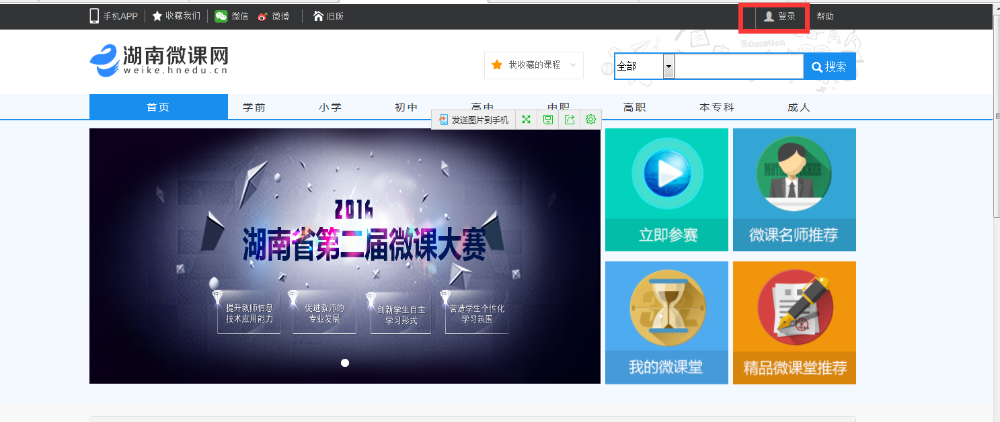 手机APP 收藏我们 微信 微博 旧版 登录 帮助
湖南微课网
weike.hnedu.cn
我收藏的课程
Education
全部 搜索
首页 学前 小学 初中 高中 中职 高职 本专科 成人
发送图片到手机
2016
湖南省第二届微课大赛
提升教师信息
技术应用能力
促进教师的
专业发展
创新学生自主
学习形式
营造学生个性化
学习氛围
立即参赛
微课名师推荐
我的微课堂
精品微课堂推荐